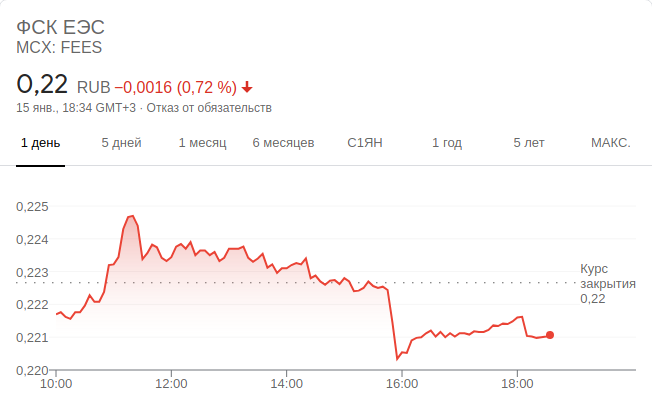 ФСК ЕЭС
MCX: FEES
0,22 RUB −0,0016 (0,72 %)
15 янв., 18:34 GMT+3 · Отказ от обязательств
1 день 5 дней 1 месяц 6 месяцев С1ЯН 1 год 5 лет МАКС.
0,225
0,224
0,223
0,222
0,221
0,220
Курс
закрытия
0,22
10:00 12:00 14:00 16:00 18:00